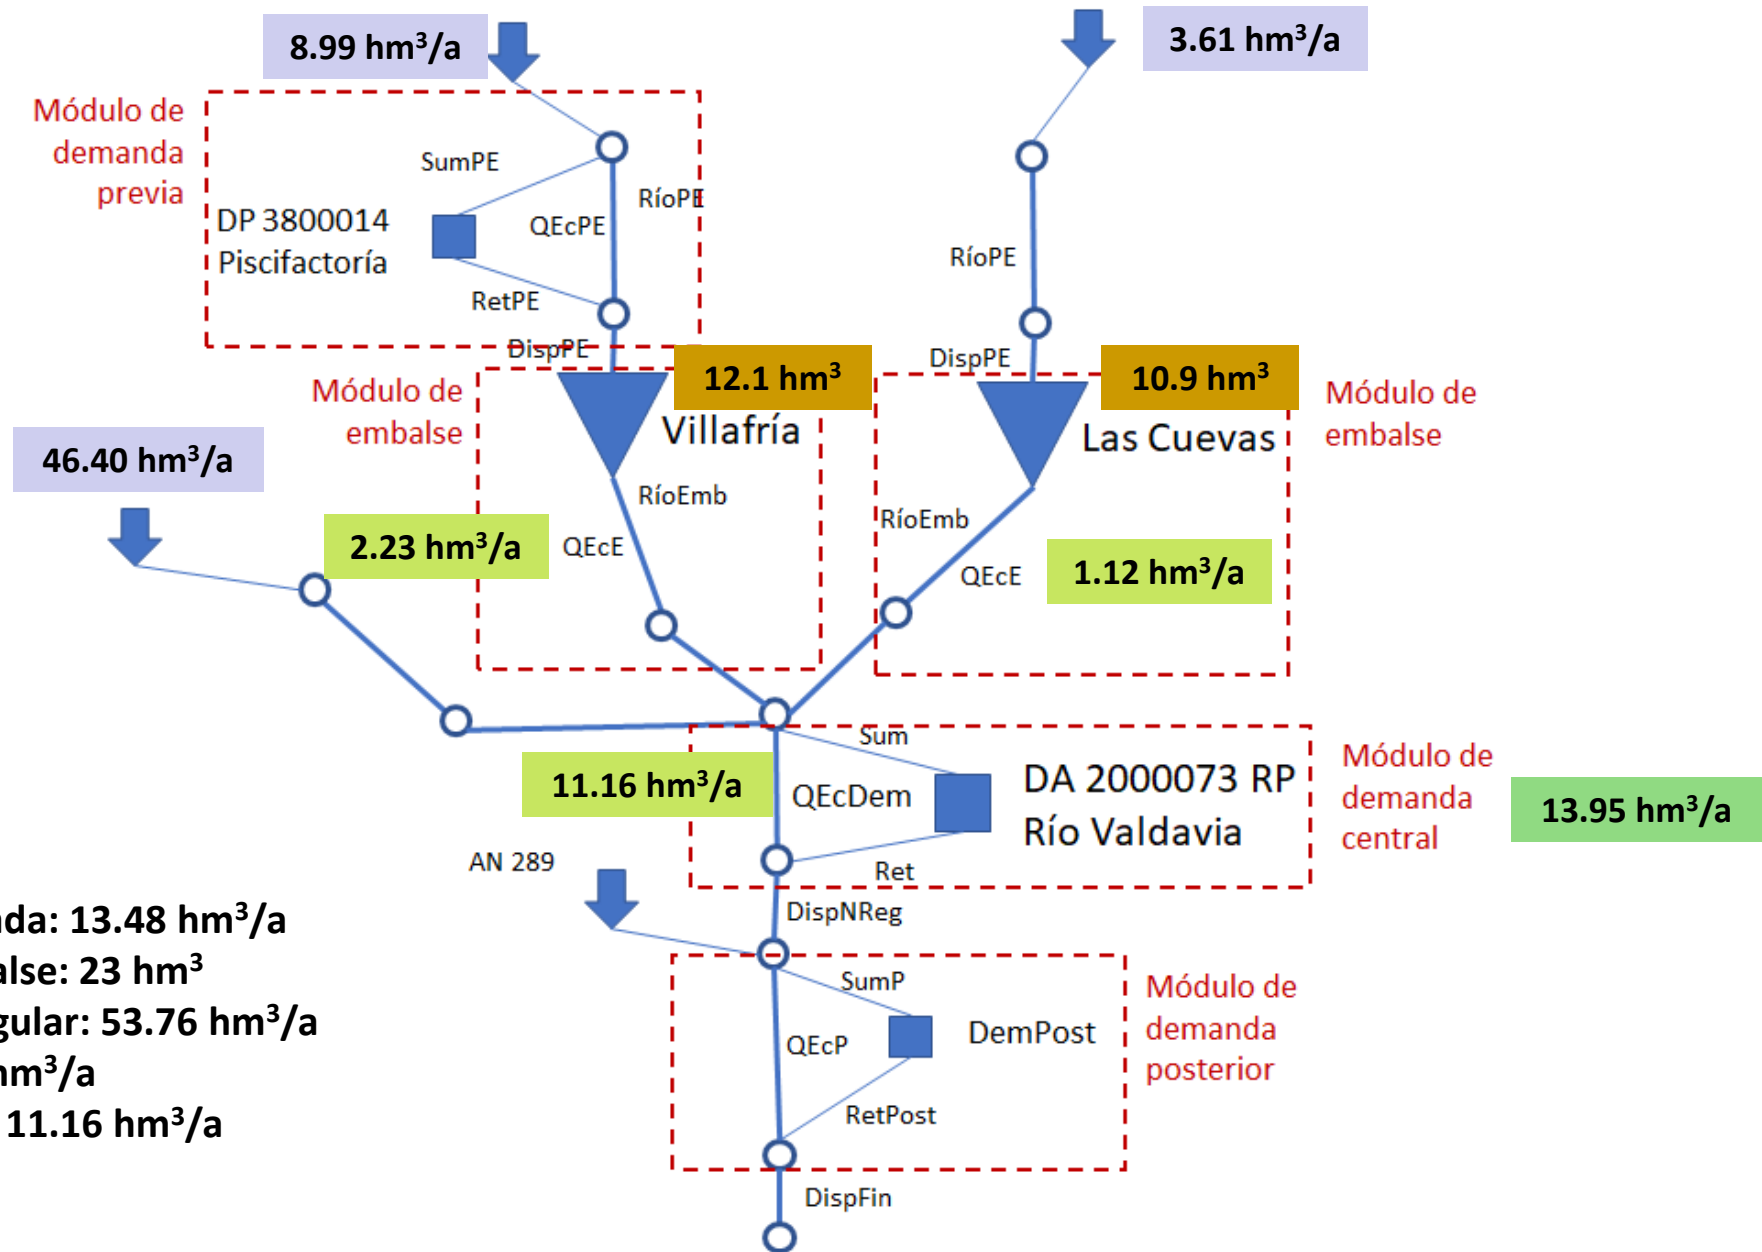 8.99 hm³/a
3.61 hm³/a
Módulo de
demanda
previa
SumPE
RíoPE
QEcPE
DP 3800014
Piscifactoría
RetPE
DispPE
RíoPE
DispPE
12.1 hm³
10.9 hm³
Módulo de
embalse
Villafría
Las Cuevas
Módulo de
embalse
46.40 hm³/a
RíoEmb
RíoEmb
2.23 hm³/a
QEcE
QEcE
1.12 hm³/a
Sum
11.16 hm³/a
QEcDem
DA 2000073 RP
Río Valdavia
Módulo de
demanda
central
13.95 hm³/a
AN 289
Ret
DispNReg
nda: 13.48 hm³/a
alse: 23 hm³
gular: 53.76 hm³/a
hm³/a
11.16 hm³/a
SumP
QEcP
DemPost
RetPost
Módulo de
demanda
posterior
DispFin